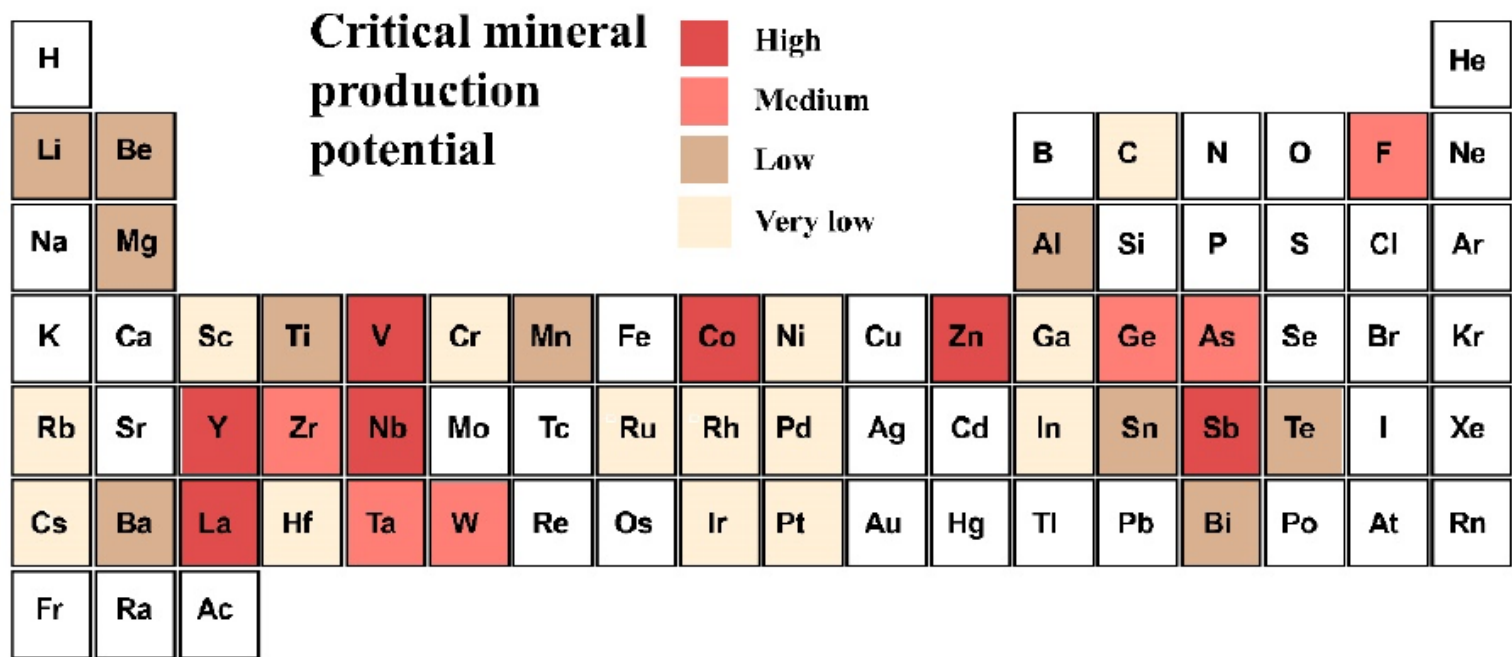 Critical mineral
production
potential
High
Medium
Low
Very low
H He
Li Be B C N O F Ne
Na Mg Al Si P S Cl Ar
K Ca Sc Ti V Cr Mn Fe Co Ni Cu Zn Ga Ge As Se Br Kr
Rb Sr Y Zr Nb Mo Tc Ru Rh Pd Ag Cd In Sn Sb Te I Xe
Cs Ba La Hf Ta W Re Os Ir Pt Au Hg Tl Pb Bi Po At Rn
Fr Ra Ac